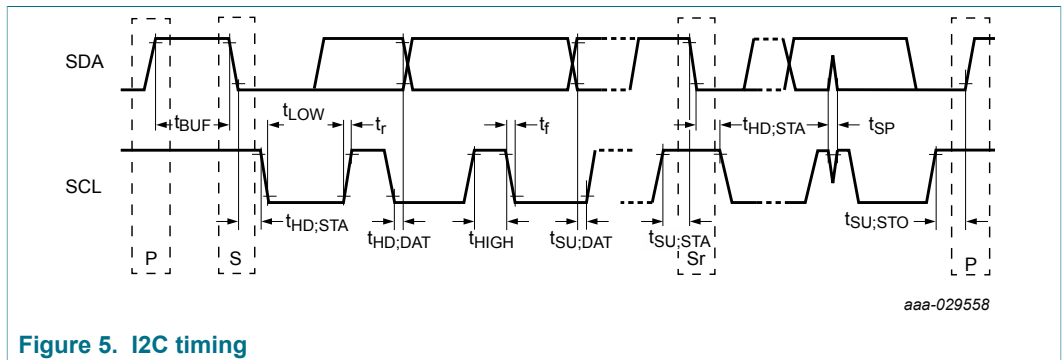 SDA
tBUF
tLOW
tr
tf
tHD;STA
tSP
SCL
tHD;STA
tHD;DAT
tHIGH
tSU;DAT
tSU;STA
tSU;STO
P
S
Sr
P
aaa-029558
Figure 5. I2C timing